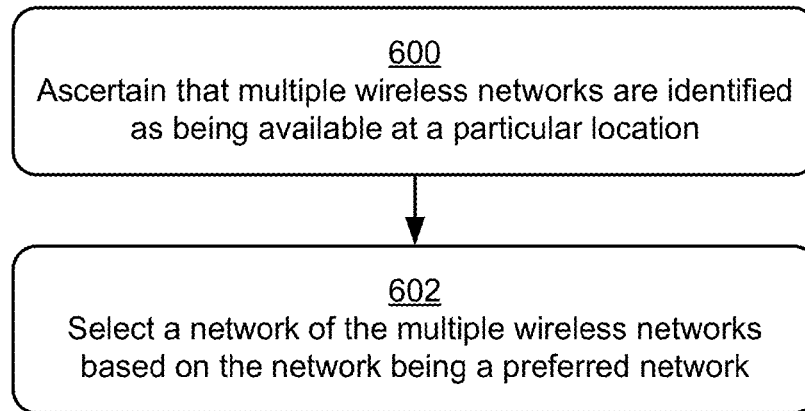 600
Ascertain that multiple wireless networks are identified
as being available at a particular location
602
Select a network of the multiple wireless networks
based on the network being a preferred network